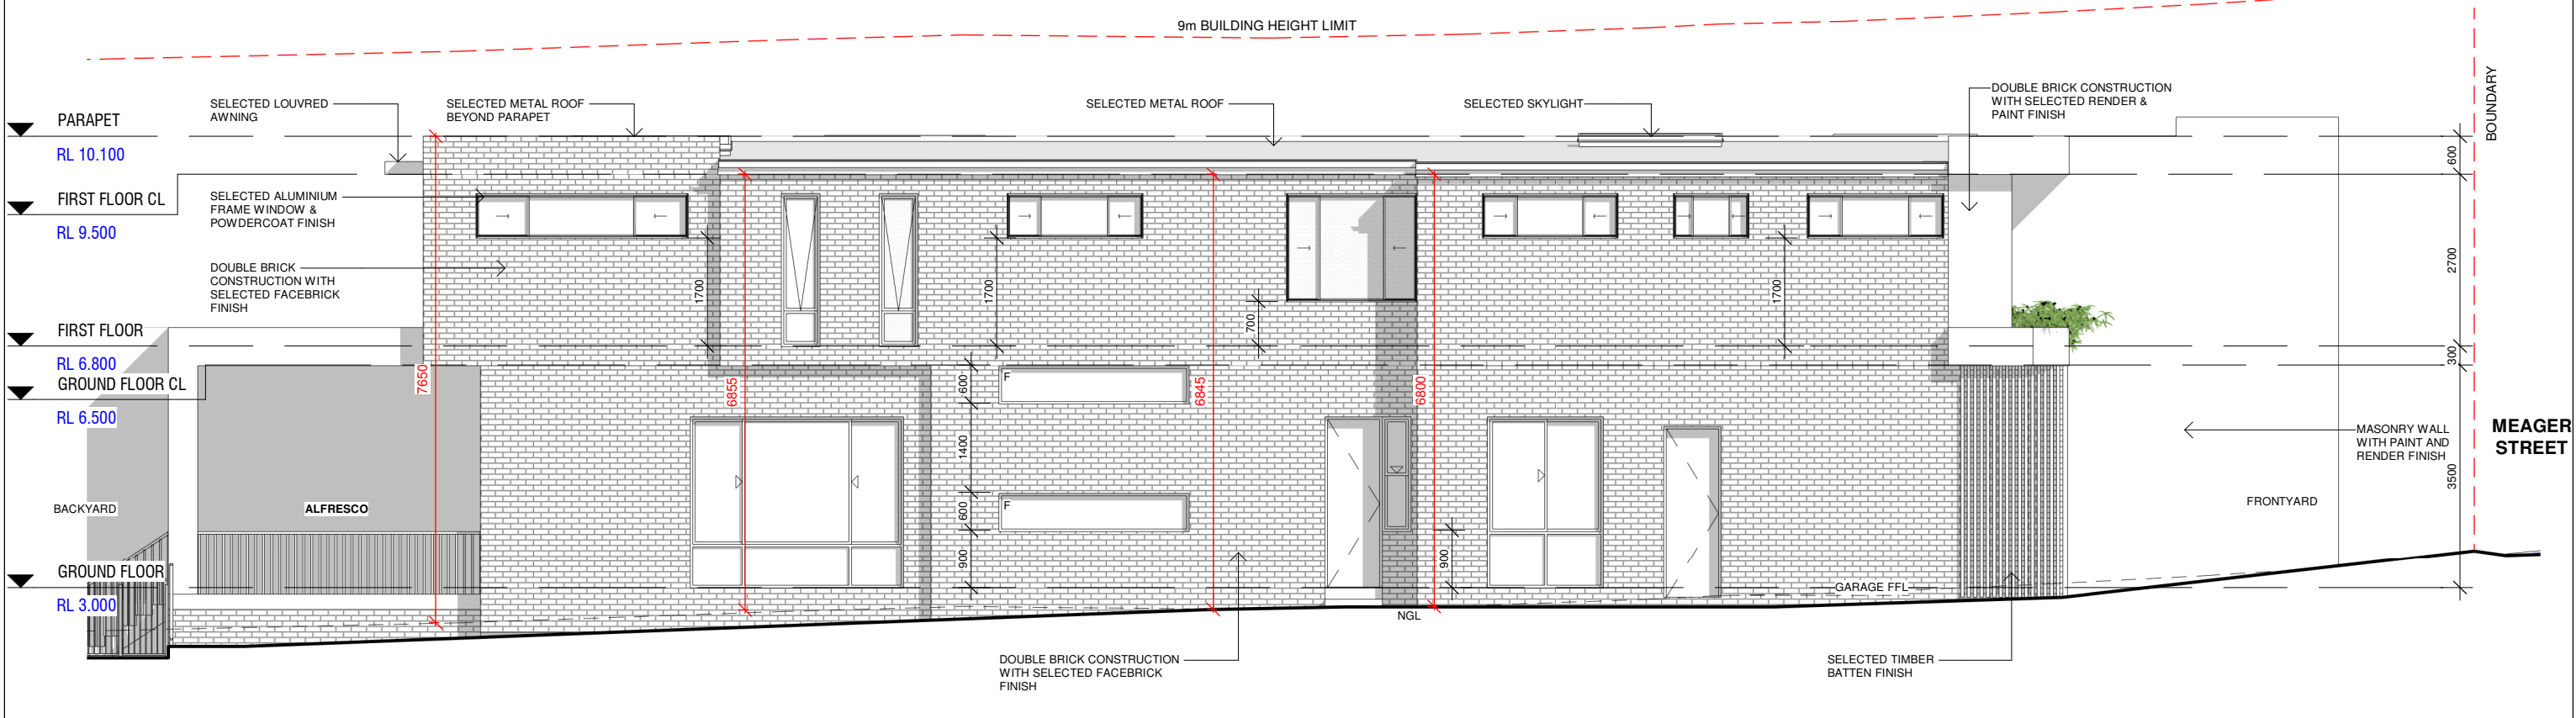 9m BUILDING HEIGHT LIMIT
BOUNDARY
PARAPET
RL 10.100
FIRST FLOOR CL
RL 9.500
FIRST FLOOR
RL 6.800
GROUND FLOOR CL
RL 6.500
GROUND FLOOR
RL 3.000
SELECTED LOUVRED
AWNING
SELECTED METAL ROOF
BEYOND PARAPET
SELECTED METAL ROOF
SELECTED SKYLIGHT
DOUBLE BRICK CONSTRUCTION
WITH SELECTED RENDER &
PAINT FINISH
SELECTED ALUMINIUM
FRAME WINDOW &
POWDERCOAT FINISH
DOUBLE BRICK
CONSTRUCTION WITH
SELECTED FACEBRICK
FINISH
7650
1700
6855
1700
600
1400
600
900
F
F
6845
700
6800
900
1700
600
2700
300
3500
MASONRY WALL
WITH PAINT AND
RENDER FINISH
MEAGER
STREET
BACKYARD
ALFRESCO
FRONTYARD
GARAGE FFL
NGL
DOUBLE BRICK CONSTRUCTION
WITH SELECTED FACEBRICK
FINISH
SELECTED TIMBER
BATTEN FINISH